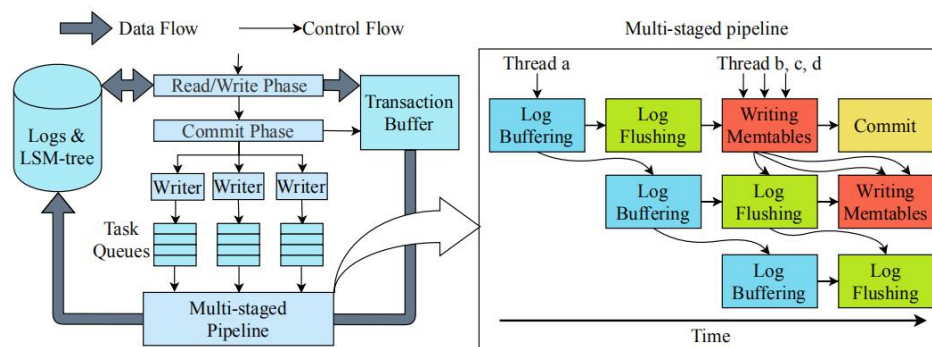 Data Flow
Control Flow
Read/Write Phase
Commit Phase
Logs &
LSM-tree
Transaction
Buffer
Writer
Writer
Writer
Task
Queues
Multi-staged
Pipeline
Multi-staged pipeline
Thread a
Thread b, c, d
Log
Buffering
Log
Flushing
Writing
Memtables
Commit
Log
Buffering
Log
Flushing
Writing
Memtables
Log
Buffering
Log
Flushing
Time